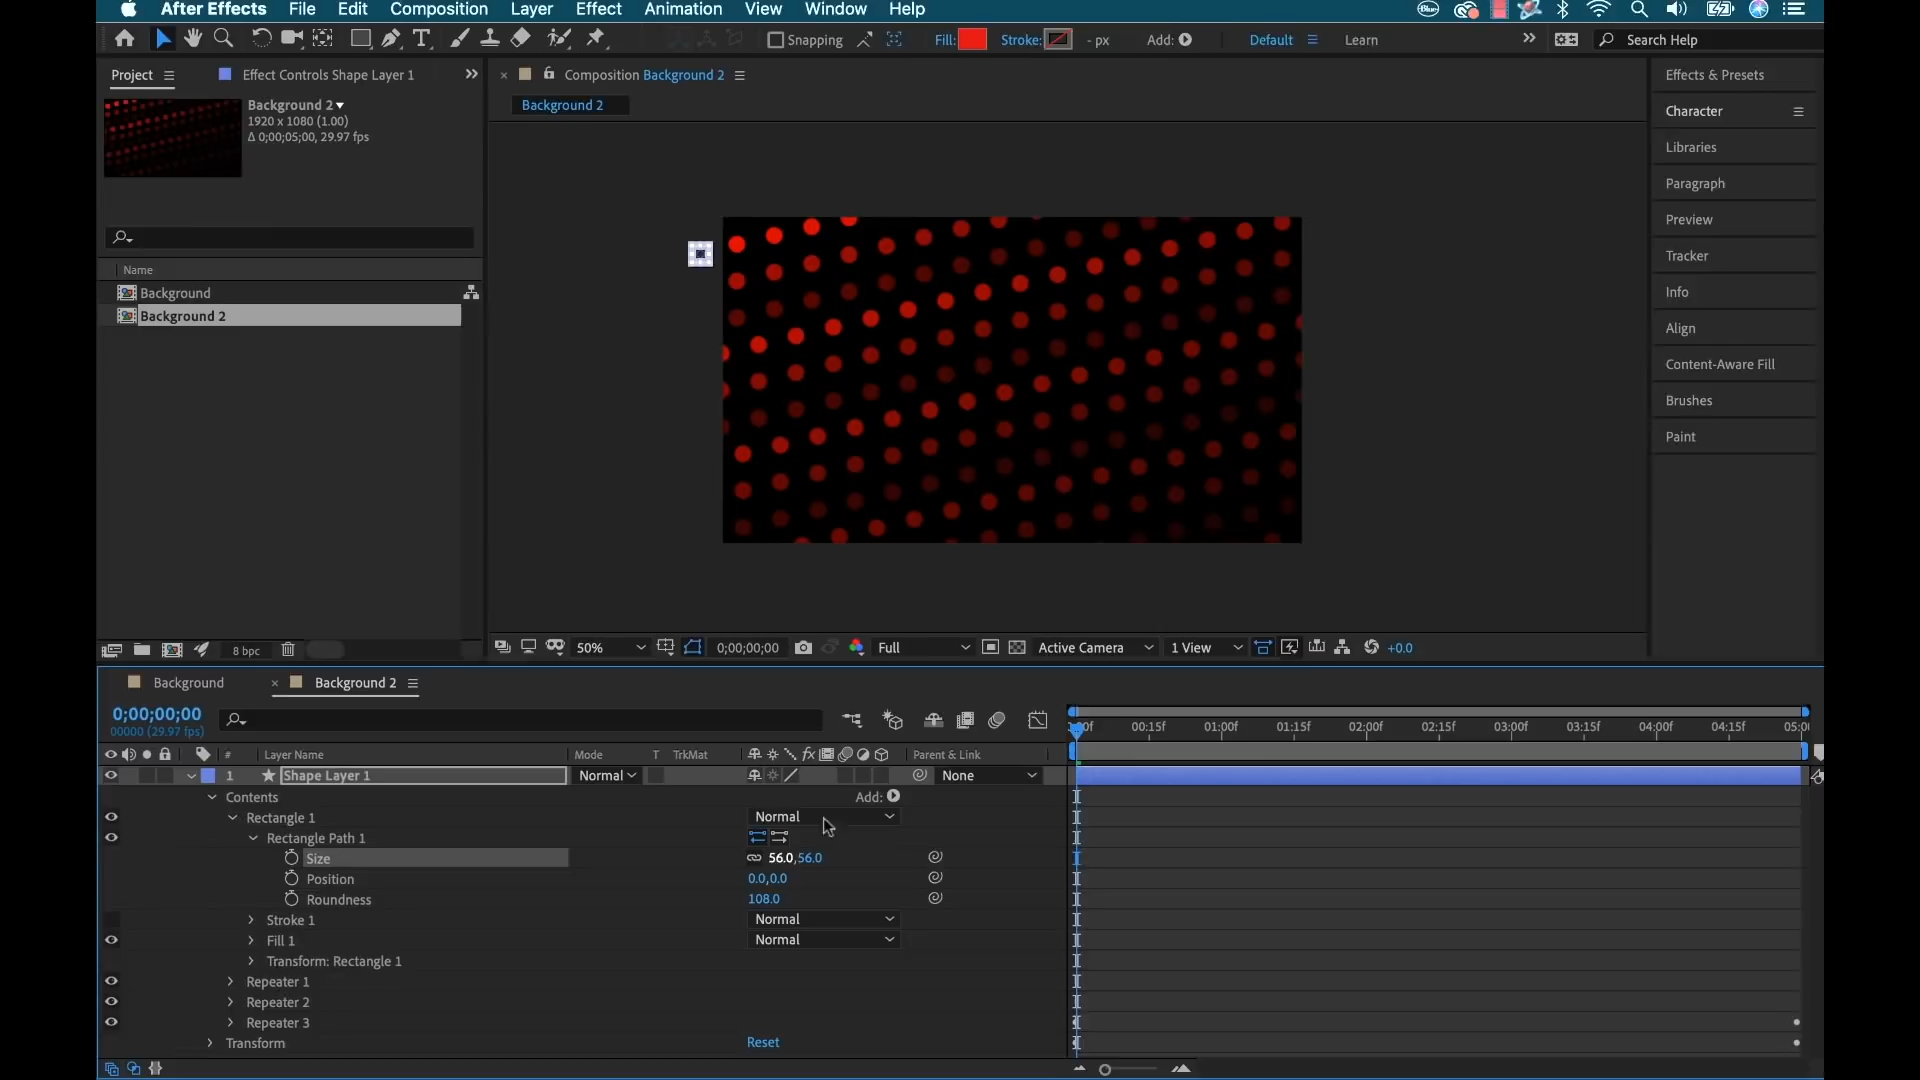 After Effects File Edit Composition Layer Effect Animation View Window Help
Snapping Fill: Stroke: - px Add: Default Learn Search Help
Project Effect Controls Shape Layer 1
Composition Background 2
Background 2
Background 2
1920 x 1080 (1.00)
Δ 0;00;05;00, 29.97 fps
Name
Background
Background 2
8 bpc
50% 0;00;00;00 Full Active Camera 1 View +0.0
Effects & Presets
Character
Libraries
Paragraph
Preview
Tracker
Info
Align
Content-Aware Fill
Brushes
Paint
Background Background 2
0;00;00;00
00000 (29.97 fps)
00:15f 01:00f 01:15f 02:00f 02:15f 03:00f 03:15f 04:00f 04:15f
# Layer Name Mode T TrkMat fx Parent & Link
1 Shape Layer 1 Normal None
Contents Add:
Rectangle 1 Normal
Rectangle Path 1
Size 56.0,56.0
Position 0.0,0.0
Roundness 108.0
Stroke 1 Normal
Fill 1 Normal
Transform: Rectangle 1
Repeater 1
Repeater 2
Repeater 3
Transform Reset